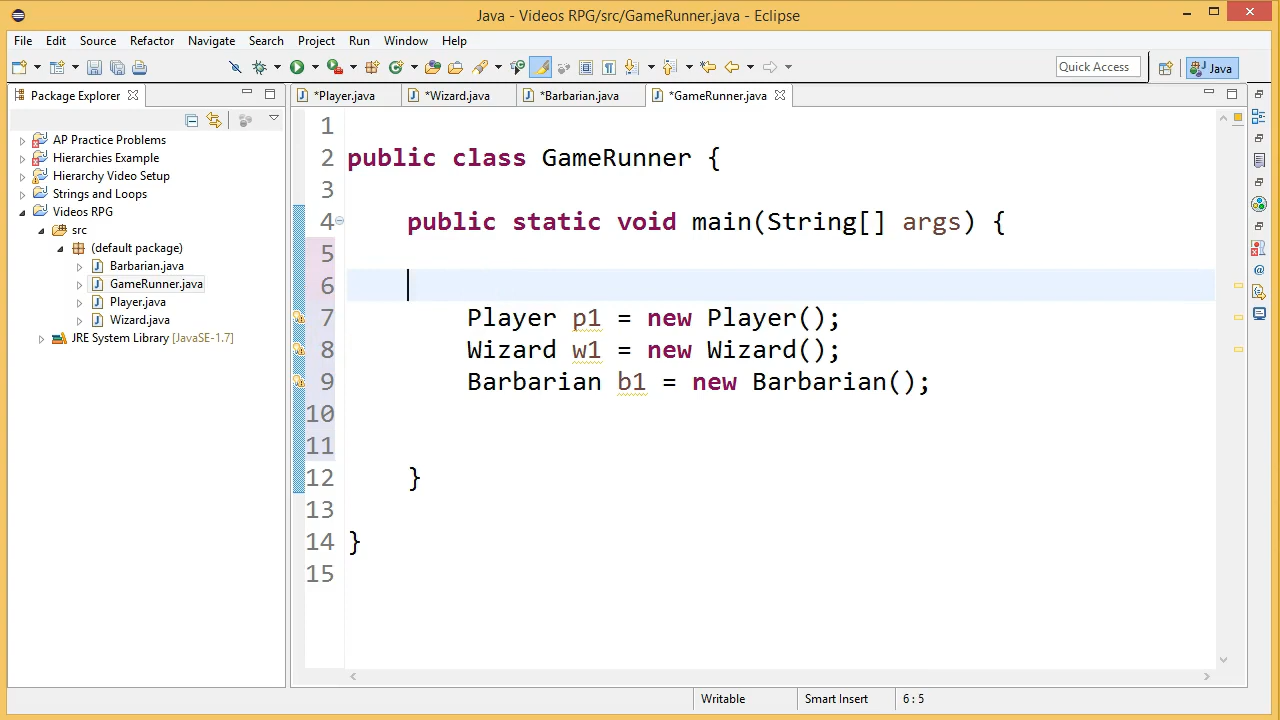 Java - Videos RPG/src/GameRunner.java - Eclipse
File Edit Source Refactor Navigate Search Project Run Window Help
Quick Access
Java
Package Explorer
*Player.java
*Wizard.java
*Barbarian.java
*GameRunner.java
AP Practice Problems
Hierarchies Example
Hierarchy Video Setup
Strings and Loops
Videos RPG
src
(default package)
Barbarian.java
GameRunner.java
Player.java
Wizard.java
JRE System Library [JavaSE-1.7]
1
2 public class GameRunner {
3
4 public static void main(String[] args) {
5
6
7 Player p1 = new Player();
8 Wizard w1 = new Wizard();
9 Barbarian b1 = new Barbarian();
10
11
12 }
13
14 }
15
Writable
Smart Insert
6 : 5